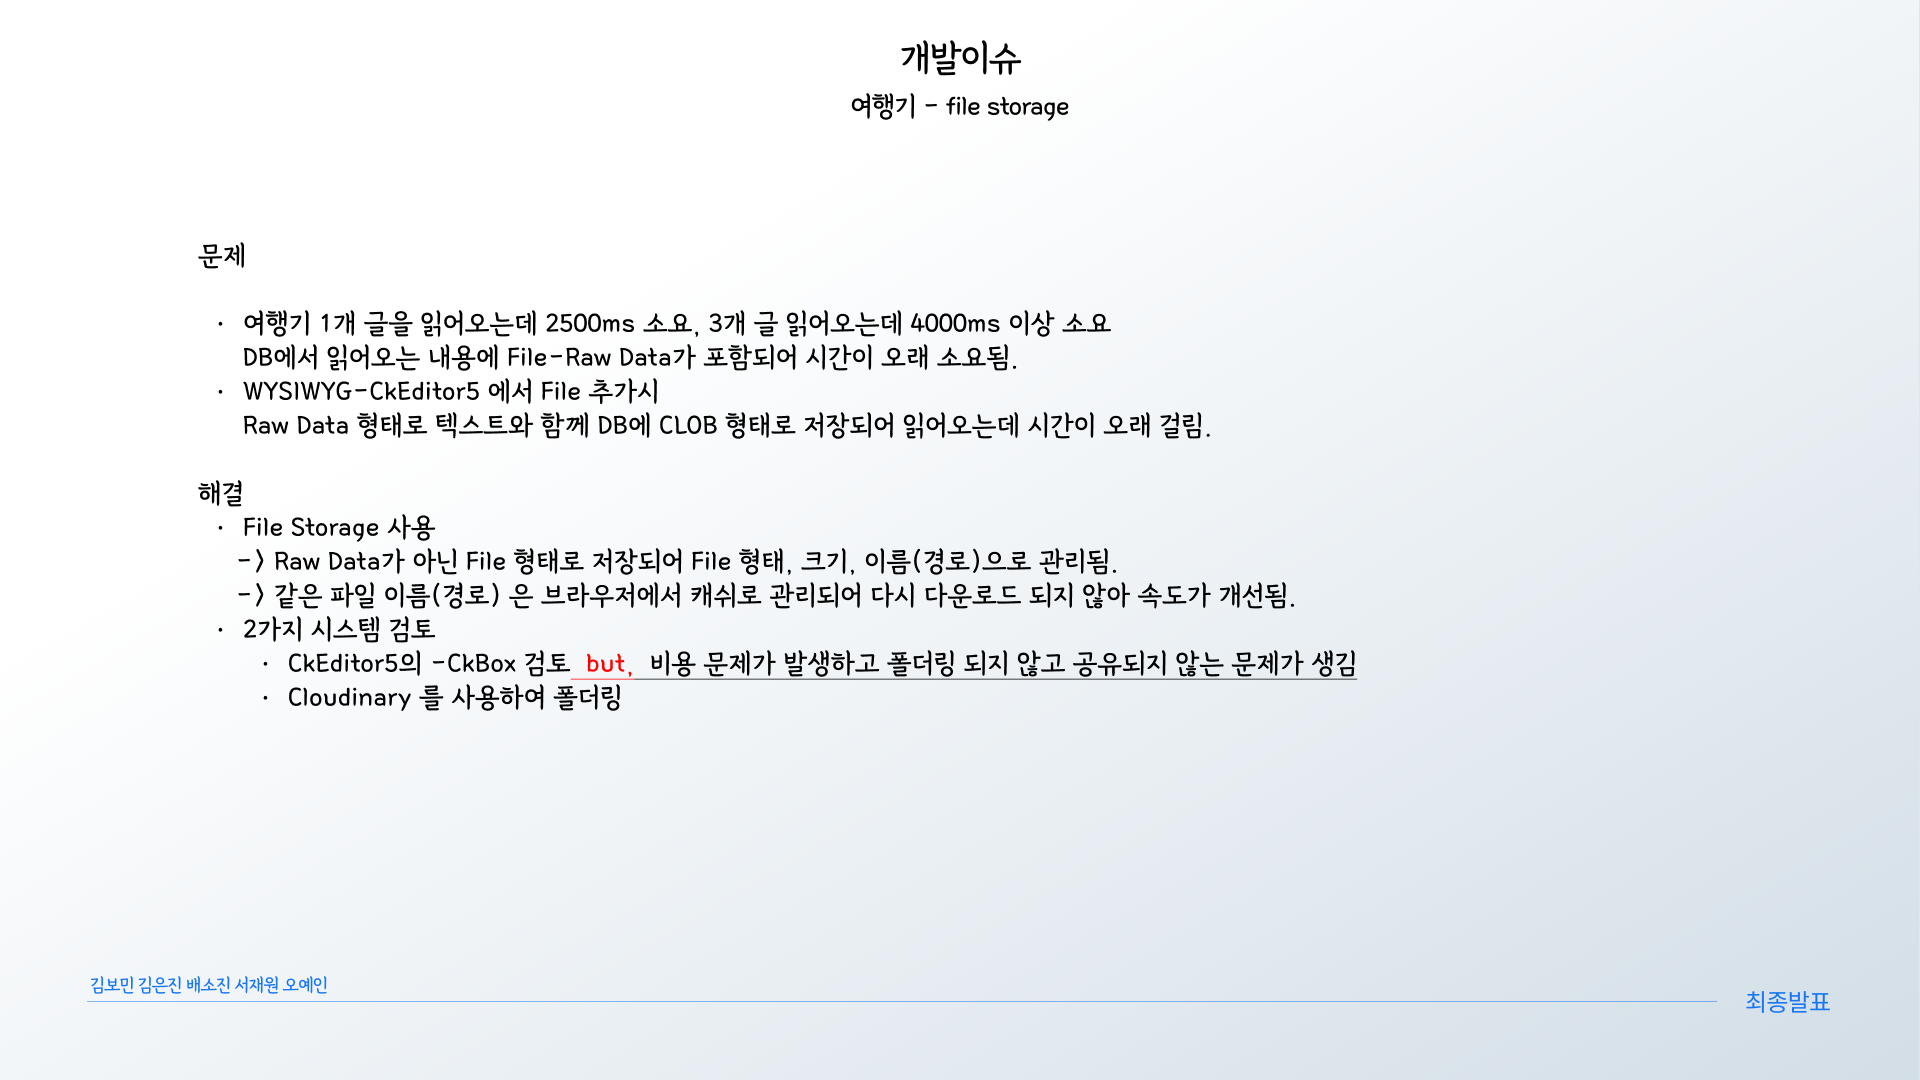 개발이슈
여행기 - file storage
문제
· 여행기 1개 글을 읽어오는데 2500ms 소요, 3개 글 읽어오는데 4000ms 이상 소요
DB에서 읽어오는 내용에 File-Raw Data가 포함되어 시간이 오래 소요됨.
· WYSIWYG-CkEditor5 에서 File 추가시
Raw Data 형태로 텍스트와 함께 DB에 CLOB 형태로 저장되어 읽어오는데 시간이 오래 걸림.
해결
· File Storage 사용
-> Raw Data가 아닌 File 형태로 저장되어 File 형태, 크기, 이름(경로)으로 관리됨.
-> 같은 파일 이름(경로) 은 브라우저에서 캐쉬로 관리되어 다시 다운로드 되지 않아 속도가 개선됨.
· 2가지 시스템 검토
· CkEditor5의 -CkBox 검토 but, 비용 문제가 발생하고 폴더링 되지 않고 공유되지 않는 문제가 생김
· Cloudinary 를 사용하여 폴더링
김보민 김은진 배소진 서재원 오예인
최종발표